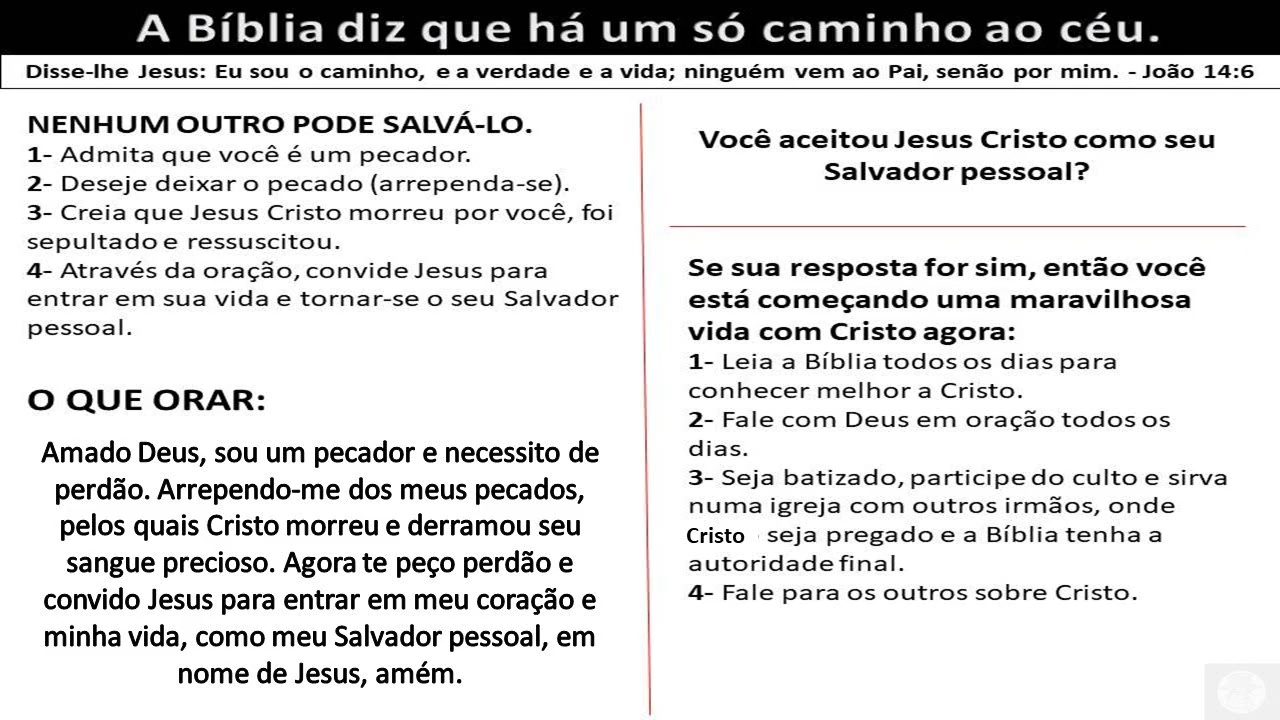 A Bíblia diz que há um só caminho ao céu.
Disse-lhe Jesus: Eu sou o caminho, e a verdade e a vida; ninguém vem ao Pai, senão por mim. - João 14:6
NENHUM OUTRO PODE SALVÁ-LO.
1- Admita que você é um pecador.
2- Deseje deixar o pecado (arrependa-se).
3- Creia que Jesus Cristo morreu por você, foi
sepultado e ressuscitou.
4- Através da oração, convide Jesus para
entrar em sua vida e tornar-se o seu Salvador
pessoal.
O QUE ORAR:
Amado Deus, sou um pecador e necessito de
perdão. Arrependo-me dos meus pecados,
pelos quais Cristo morreu e derramou seu
sangue precioso. Agora te peço perdão e
convido Jesus para entrar em meu coração e
minha vida, como meu Salvador pessoal, em
nome de Jesus, amém.
Você aceitou Jesus Cristo como seu
Salvador pessoal?
Se sua resposta for sim, então você
está começando uma maravilhosa
vida com Cristo agora:
1- Leia a Bíblia todos os dias para
conhecer melhor a Cristo.
2- Fale com Deus em oração todos os
dias.
3- Seja batizado, participe do culto e sirva
numa igreja com outros irmãos, onde
Cristo seja pregado e a Bíblia tenha a
autoridade final.
4- Fale para os outros sobre Cristo.